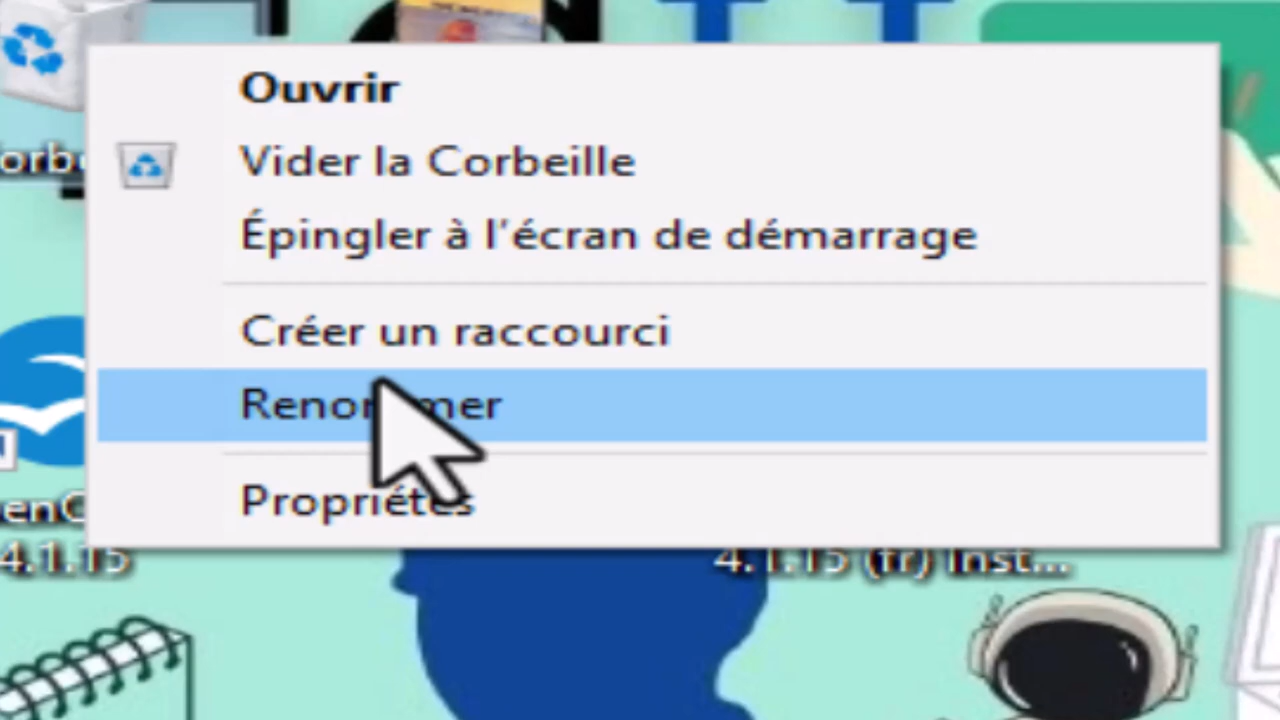 Ouvrir
Vider la Corbeille
Épingler à l'écran de démarrage
Créer un raccourci
Renommer
Propriétés
4.1.15
4.1.15 (fr) Inst...